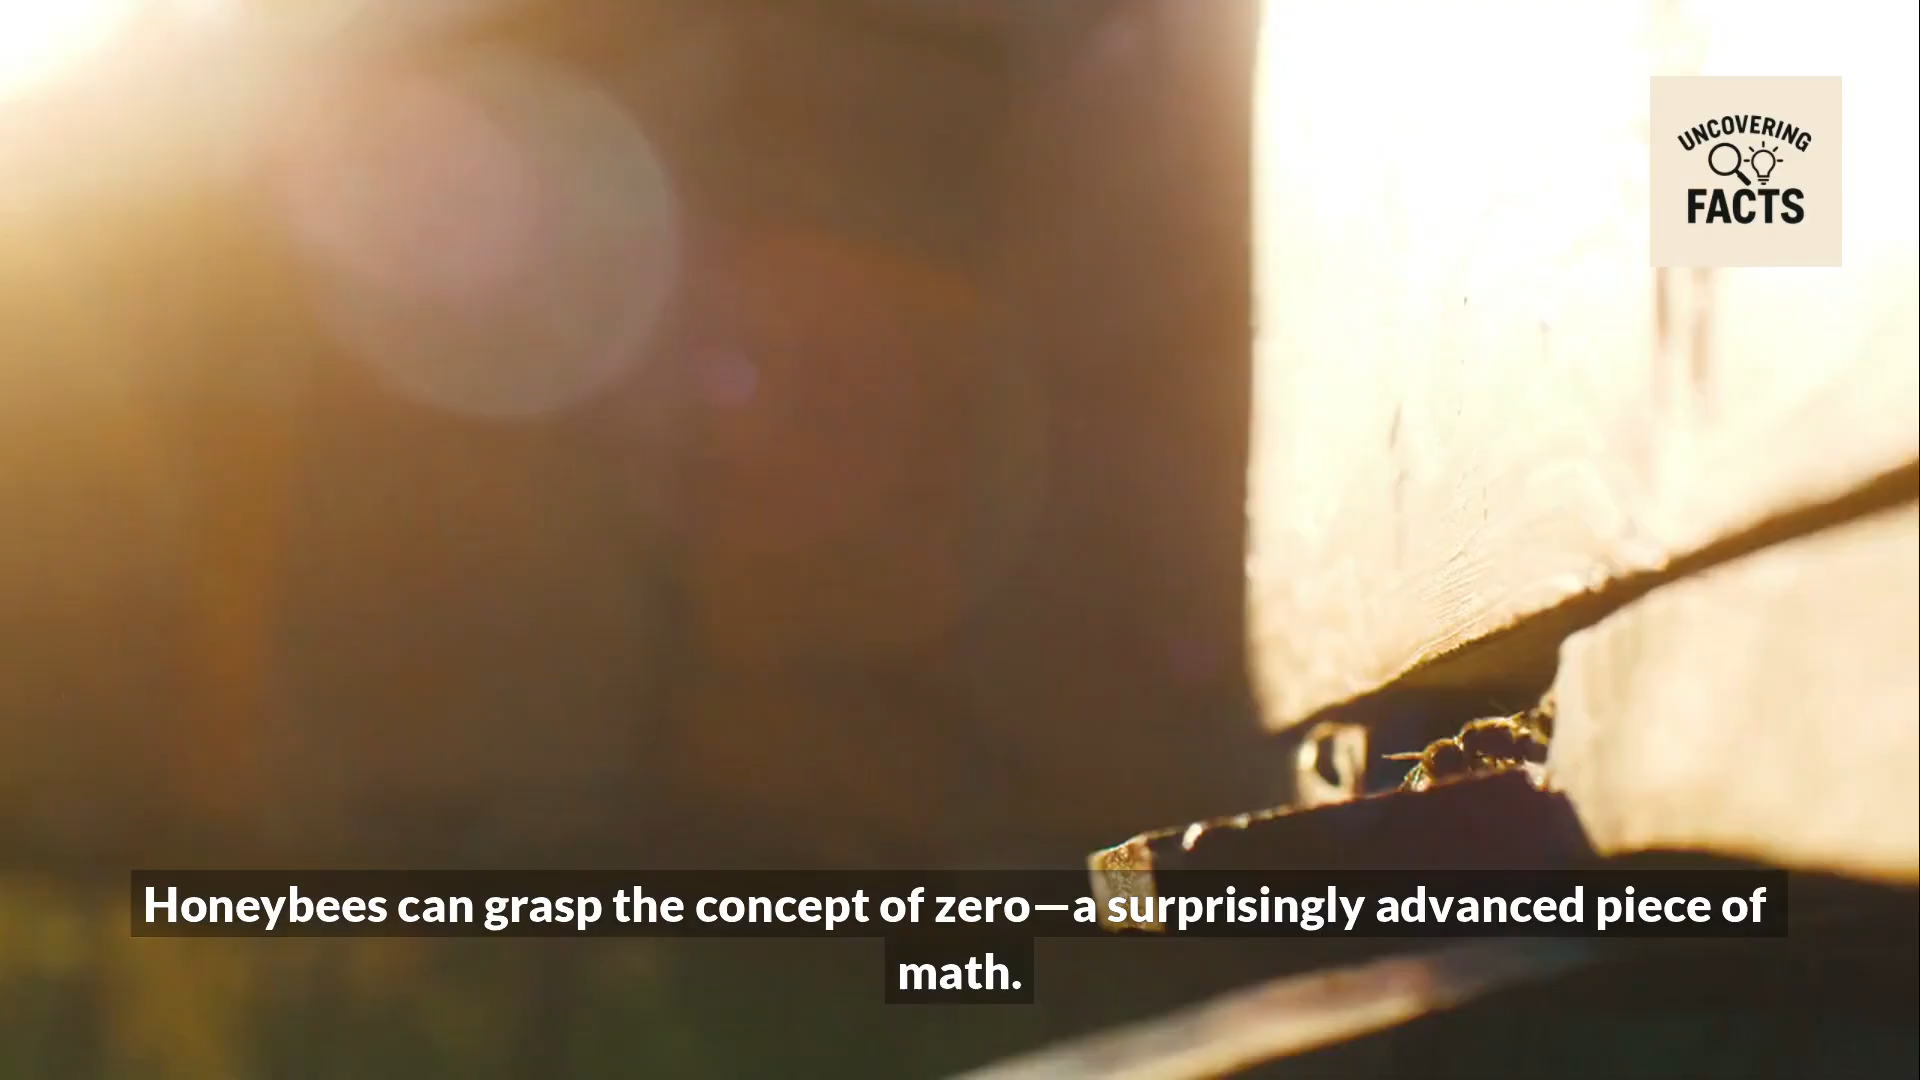 UNCOVERING
FACTS
Honeybees can grasp the concept of zero—a surprisingly advanced piece of
math.